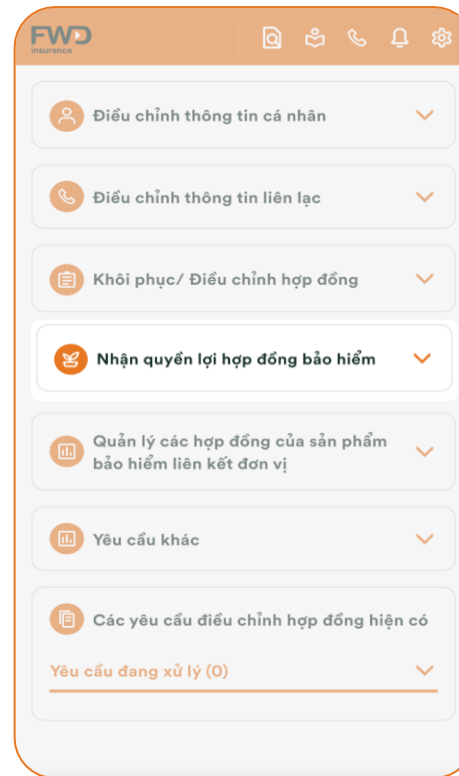 FWD
insurance
Điều chỉnh thông tin cá nhân
Điều chỉnh thông tin liên lạc
Khôi phục/ Điều chỉnh hợp đồng
Nhận quyền lợi hợp đồng bảo hiểm
Quản lý các hợp đồng của sản phẩm
bảo hiểm liên kết đơn vị
Yêu cầu khác
Các yêu cầu điều chỉnh hợp đồng hiện có
Yêu cầu đang xử lý (0)